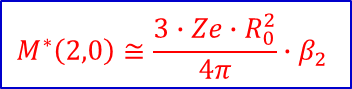 M*(2,0) ≅ (3 · Ze · R₀²) / (4π) · β₂